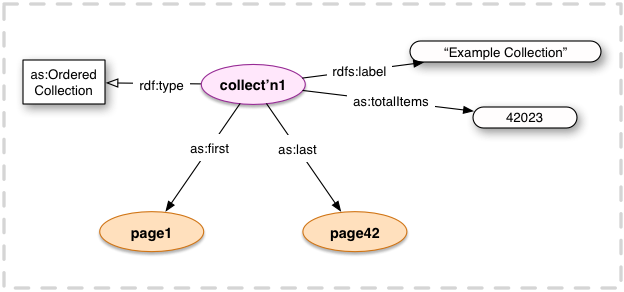 as:Ordered
Collection
rdf:type
collect’n1
rdfs:label
“Example Collection”
as:totalItems
42023
as:first
as:last
page1
page42